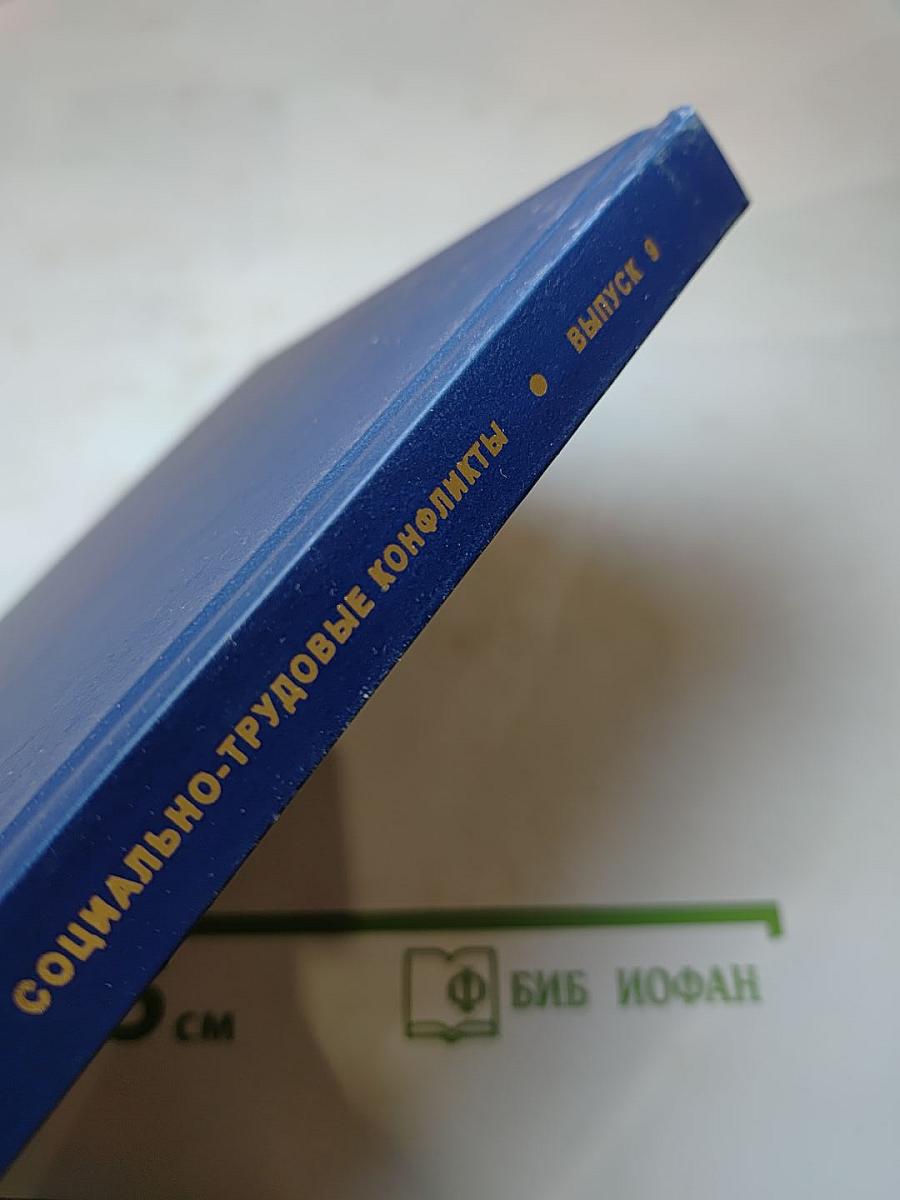 СОЦИАЛЬНО-ТРУДОВЫЕ КОНФЛИКТЫ • ВЫПУСК 9
см
Ф БИБ ИОФАН